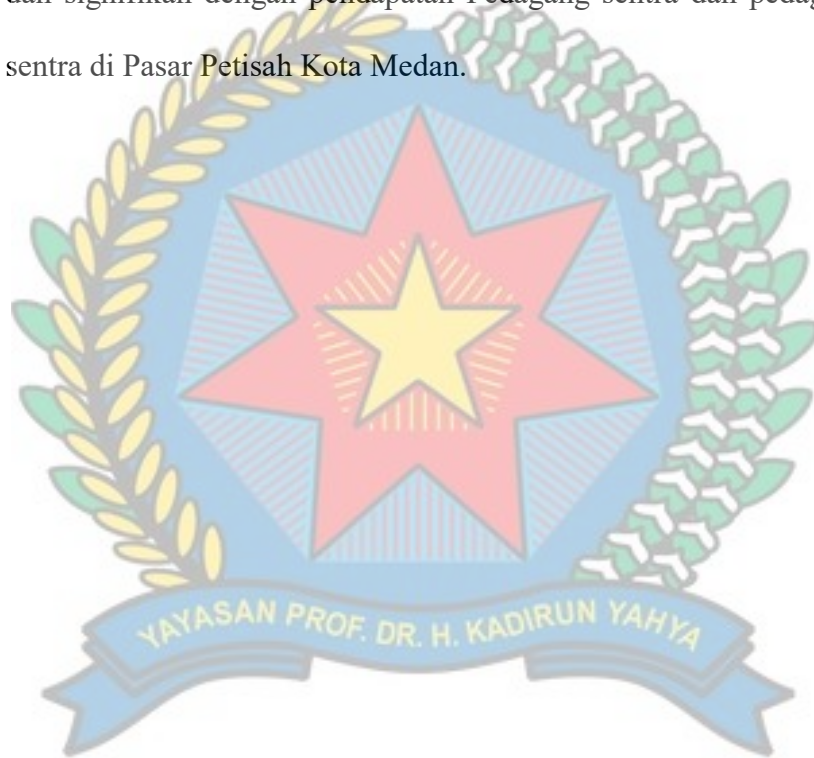 dan signifikan dengan pendapatan Pedagang sentra dan
sentra di Pasar Petisah Kota Medan.
YAYASAN PROF. DR. H. KADIRUN YAHYA